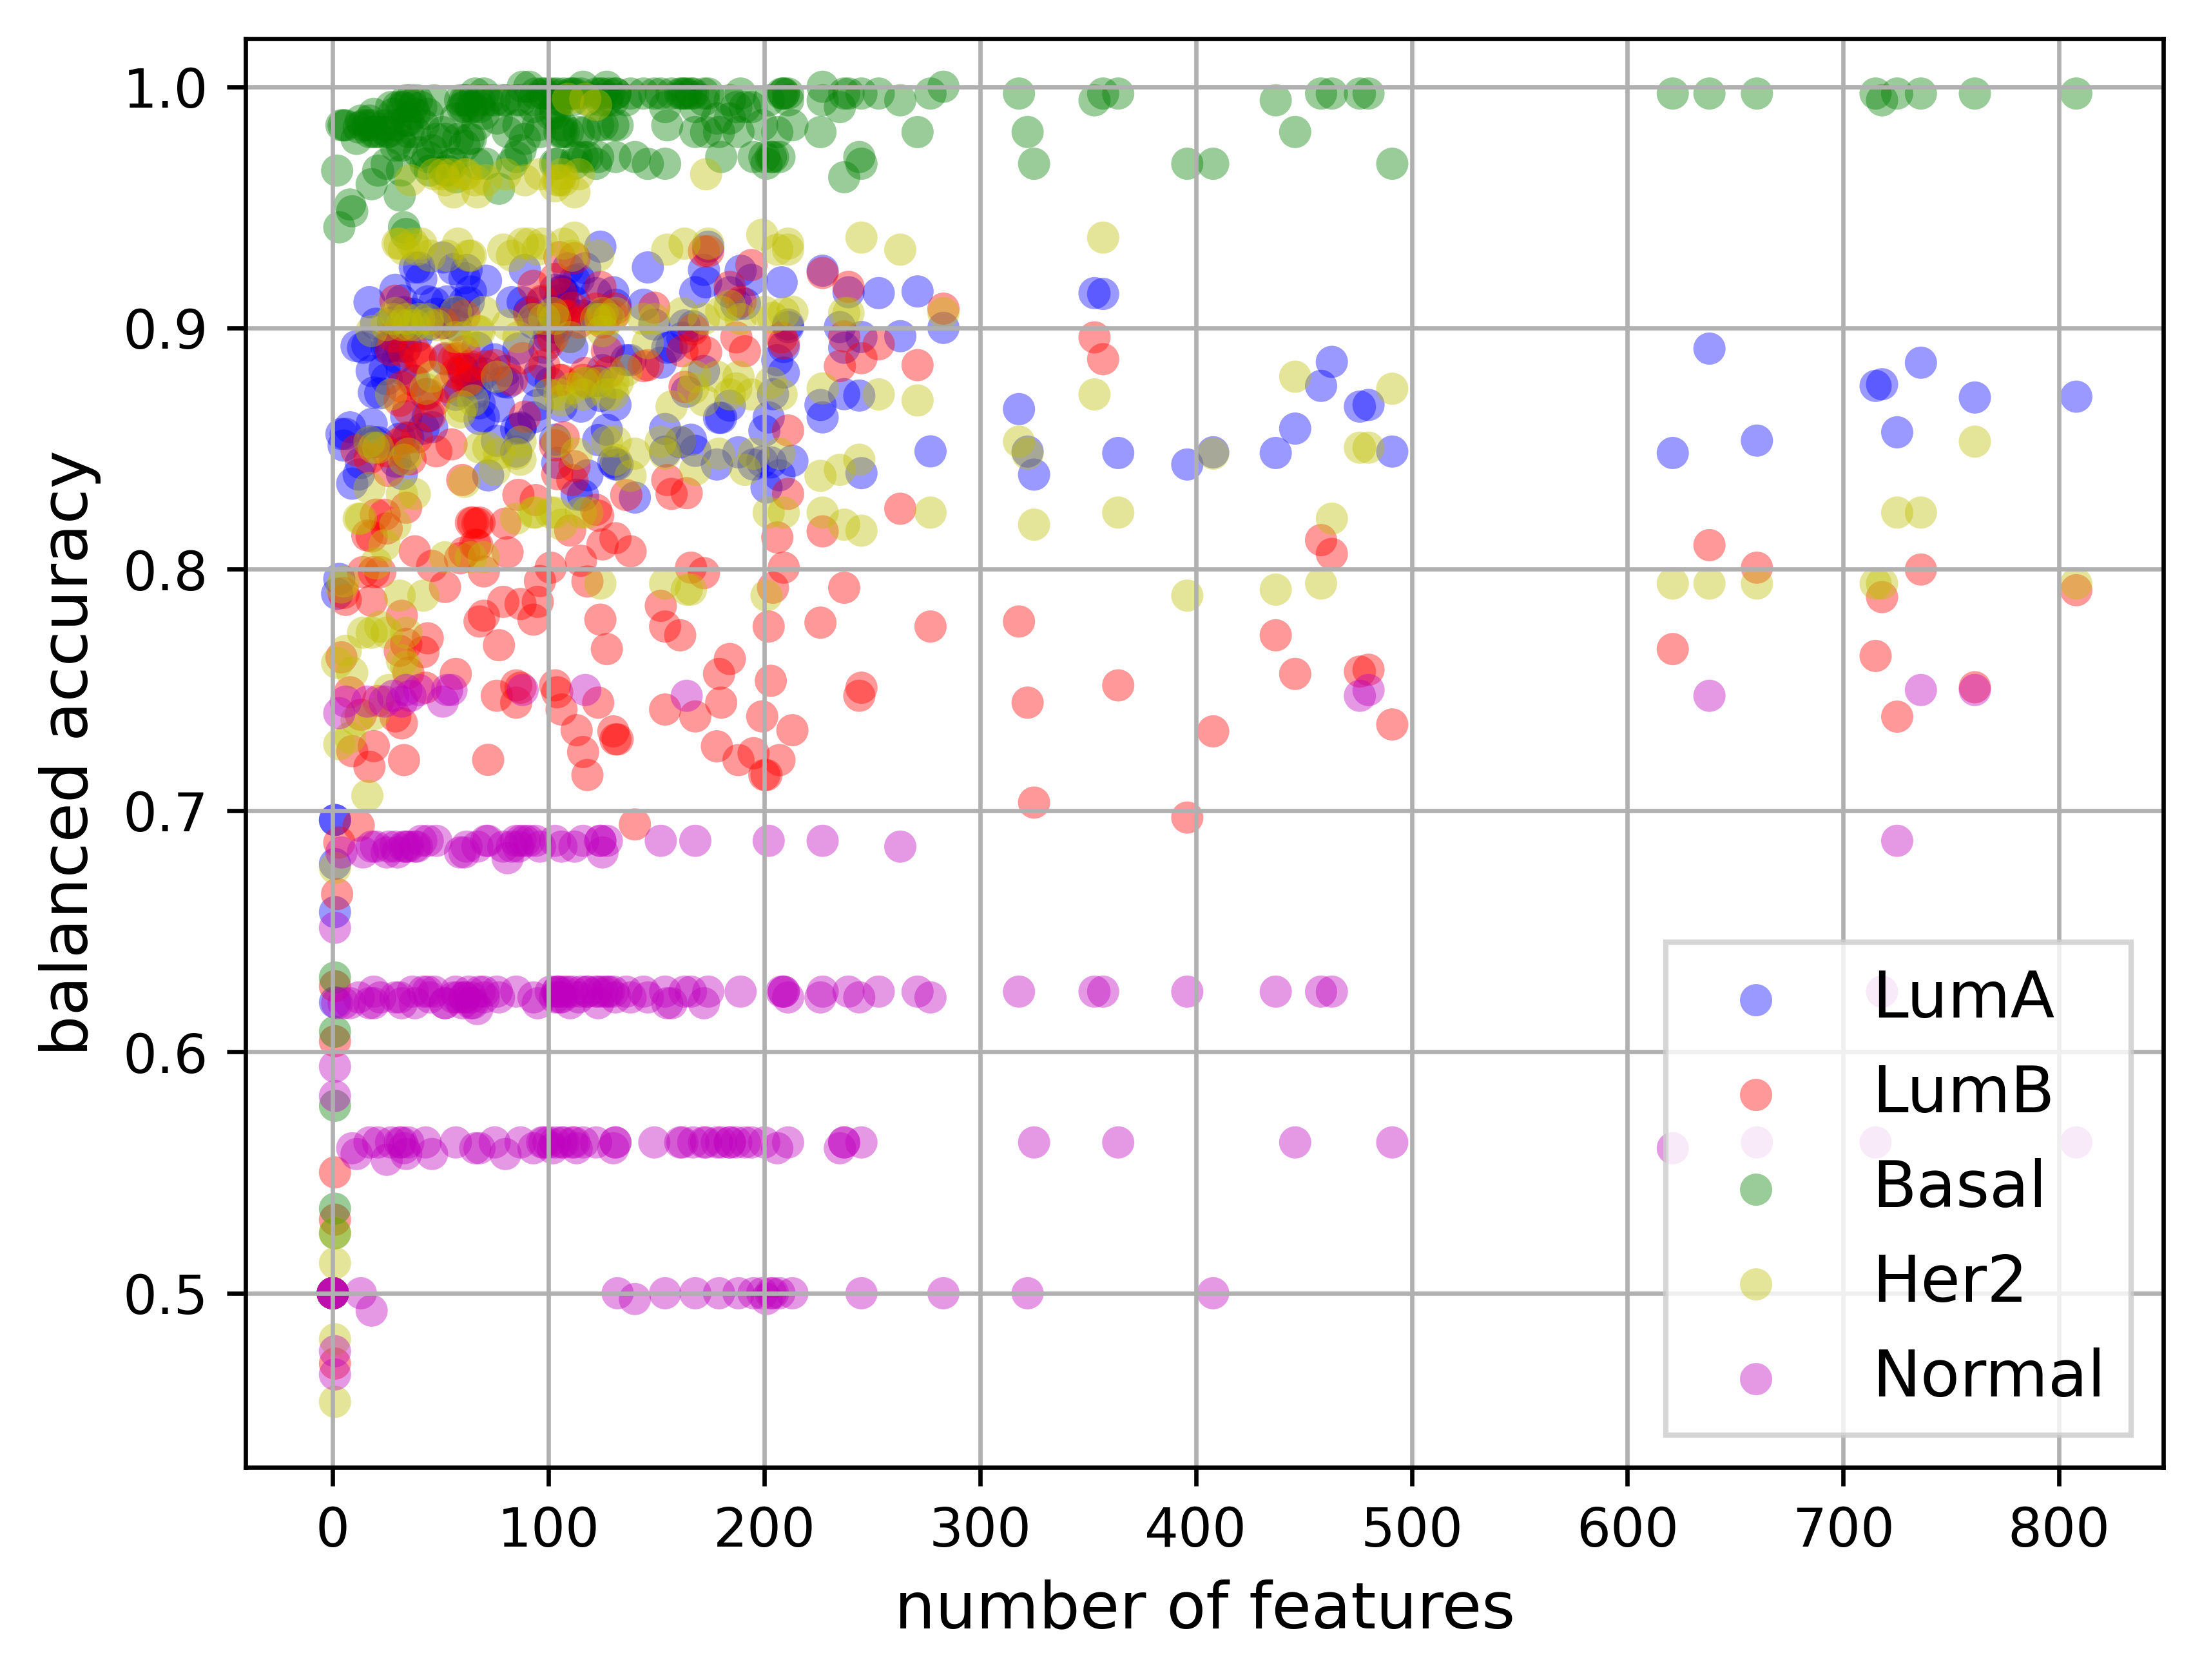 1.0
0.9
0.8
0.7
0.6
0.5
balanced accuracy
LumA
LumB
Basal
Her2
Normal
0 100 200 300 400 500 600 700 800
number of features